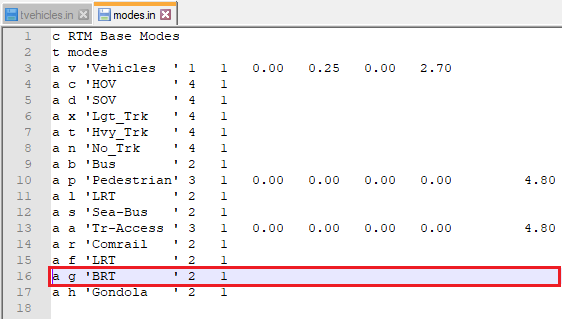 tvehicles.in modes.in
1 c RTM Base Modes
2 t modes
3 a v 'Vehicles  ' 1   1   0.00   0.25   0.00   2.70
4 a c 'HOV       ' 4   1
5 a d 'SOV       ' 4   1
6 a x 'Lgt_Trk   ' 4   1
7 a t 'Hvy_Trk   ' 4   1
8 a n 'No_Trk    ' 4   1
9 a b 'Bus       ' 2   1
10 a p 'Pedestrian' 3   1   0.00   0.00   0.00   0.00         4.80
11 a l 'LRT       ' 2   1
12 a s 'Sea-Bus   ' 2   1
13 a a 'Tr-Access ' 3   1   0.00   0.00   0.00   0.00         4.80
14 a r 'Comrail   ' 2   1
15 a f 'LRT       ' 2   1
16 a g 'BRT       ' 2   1
17 a h 'Gondola   ' 2   1
18